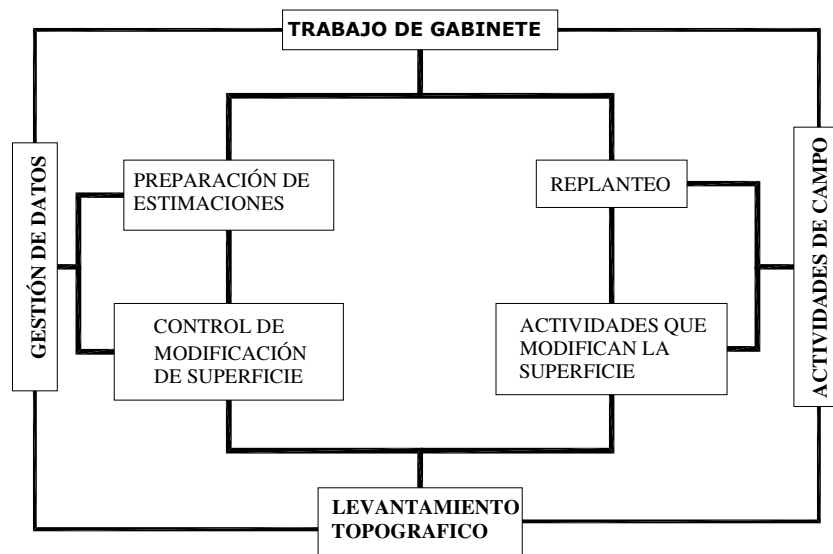 TRABAJO DE GABINETE
GESTIÓN DE DATOS
PREPARACIÓN DE
ESTIMACIONES
REPLANTEO
ACTIVIDADES DE CAMPO
CONTROL DE
MODIFICACIÓN
DE SUPERFICIE
ACTIVIDADES QUE
MODIFICAN LA
SUPERFICIE
LEVANTAMIENTO
TOPOGRAFICO